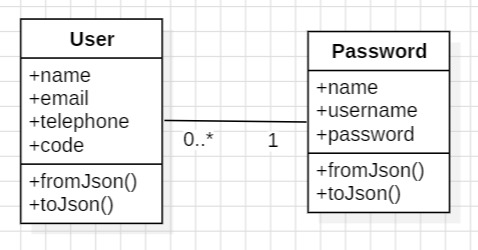 User
+name
+email
+telephone
+code
+fromJson()
+toJson()
0..*
1
Password
+name
+username
+password
+fromJson()
+toJson()